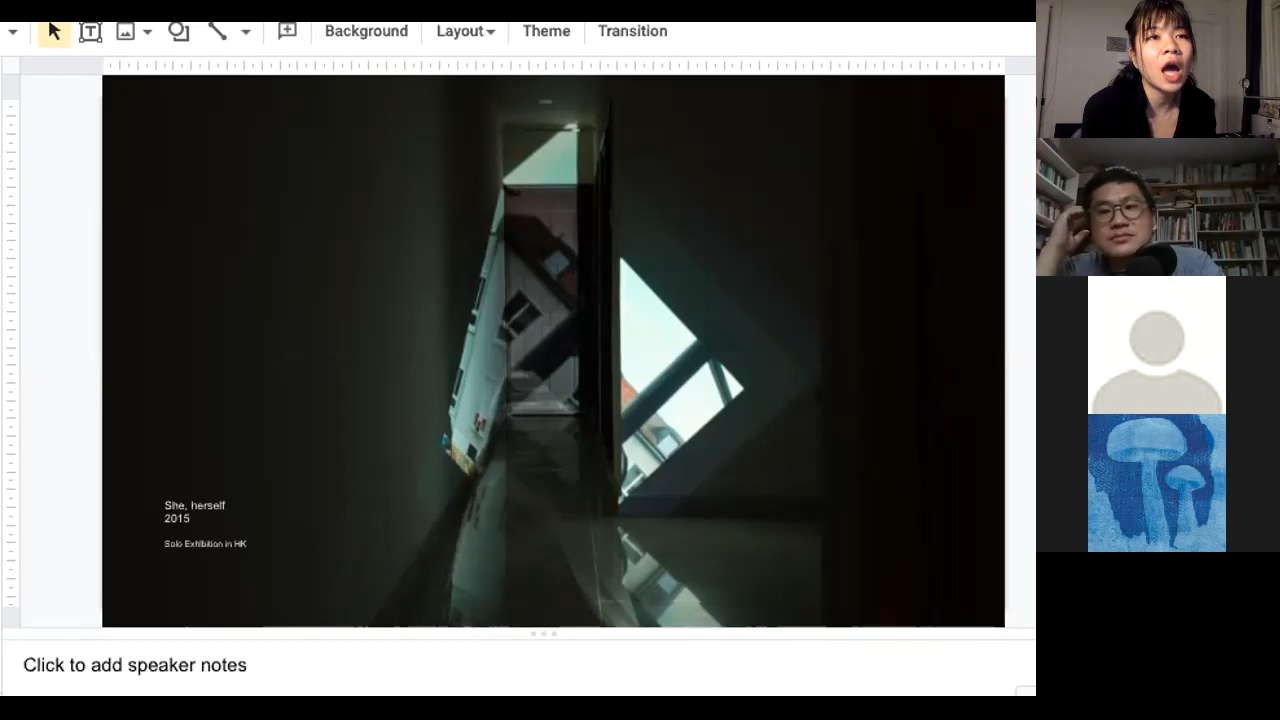 Background
Layout
Theme
Transition
She, herself
2015
Solo Exhibition in HK
Click to add speaker notes